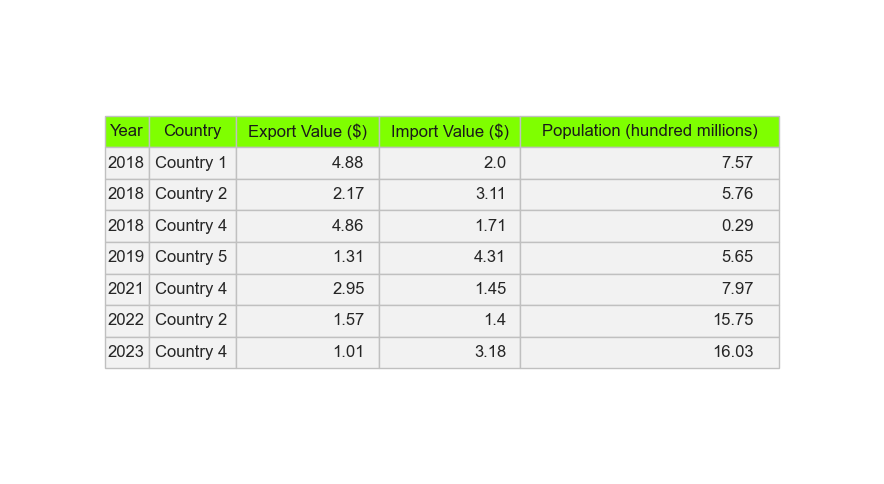 Year Country Export Value ($) Import Value ($) Population (hundred millions)
2018 Country 1 4.88 2.0 7.57
2018 Country 2 2.17 3.11 5.76
2018 Country 4 4.86 1.71 0.29
2019 Country 5 1.31 4.31 5.65
2021 Country 4 2.95 1.45 7.97
2022 Country 2 1.57 1.4 15.75
2023 Country 4 1.01 3.18 16.03